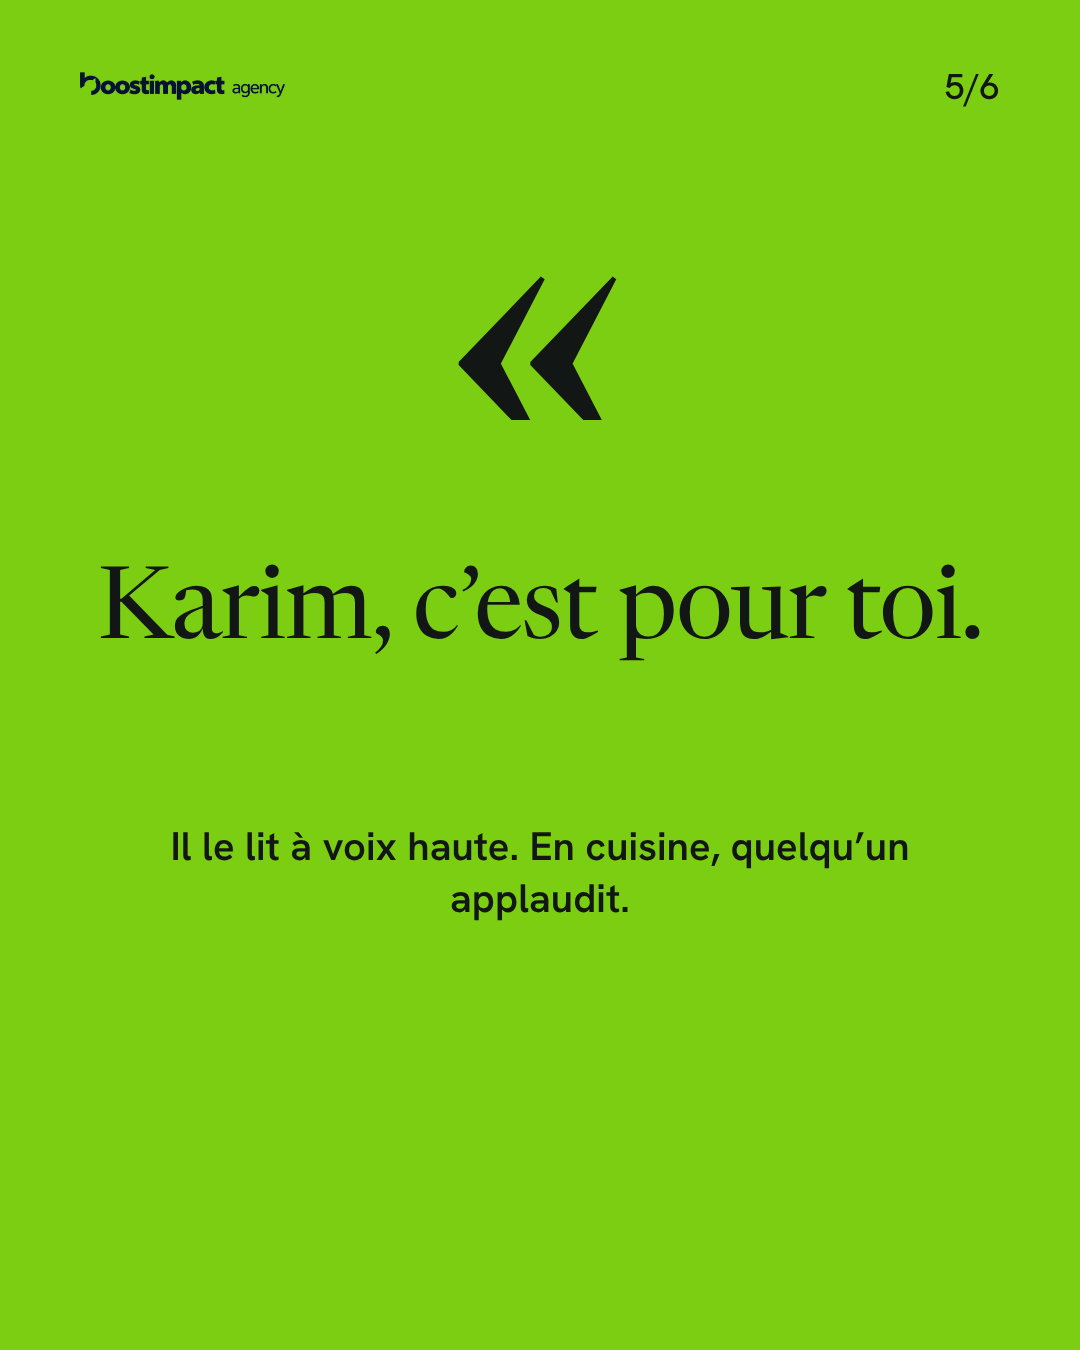 boostimpact agency
5/6
«
Karim, c’est pour toi.
Il le lit à voix haute. En cuisine, quelqu’un
applaudit.